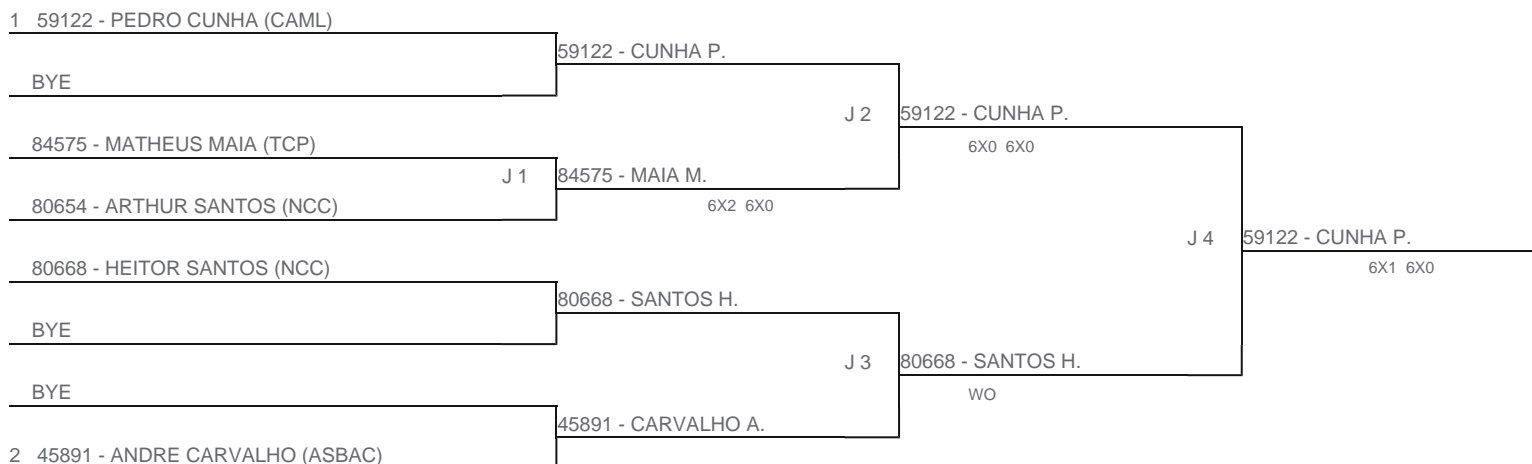 1 59122 - PEDRO CUNHA (CAML)
59122 - CUNHA P.
BYE
J 2 59122 - CUNHA P.
84575 - MATHEUS MAIA (TCP)
6X0 6X0
J 1 84575 - MAIA M.
80654 - ARTHUR SANTOS (NCC)
6X2 6X0
J 4 59122 - CUNHA P.
80668 - HEITOR SANTOS (NCC)
6X1 6X0
80668 - SANTOS H.
BYE
J 3 80668 - SANTOS H.
BYE
WO
45891 - CARVALHO A.
2 45891 - ANDRE CARVALHO (ASBAC)